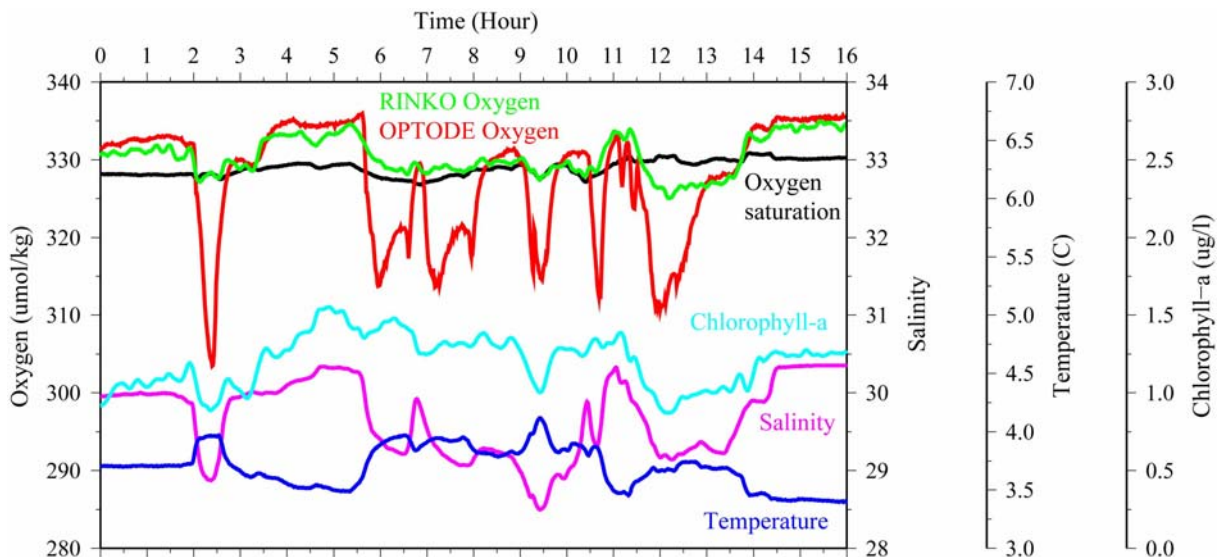 Time (Hour)
0 1 2 3 4 5 6 7 8 9 10 11 12 13 14 15 16
340
330
320
310
300
290
280
Oxygen (umol/kg)
RINKO Oxygen
OPTODE Oxygen
Oxygen
saturation
Chlorophyll-a
Salinity
Temperature
34
33
32
31
30
29
28
Salinity
7.0
6.5
6.0
5.5
5.0
4.5
4.0
3.5
3.0
Temperature (C)
3.0
2.5
2.0
1.5
1.0
0.5
0.0
Chlorophyll−a (ug/l)